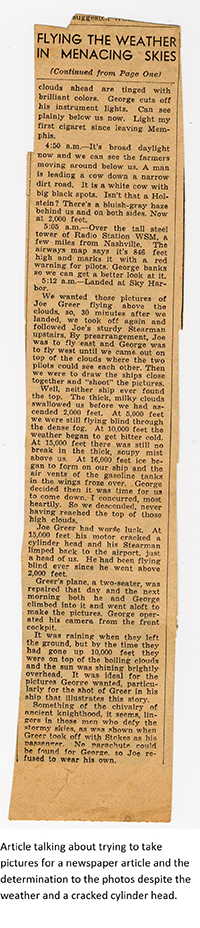 FLYING THE WEATHER
IN MENACING SKIES
(Continued from Page One)
clouds ahead are tinged with
brilliant colors. George cuts off
his instrument lights. Can see
plainly below us now. Light my
first cigaret since leaving Mem-
phis.
4:50 a.m.—It's broad daylight
now and we can see the farmers
moving around below us. A man
is leading a cow down a narrow
dirt road. It is a white cow with
big black spots. Isn't that a Hol-
stein? There's a bluish-gray haze
behind us and on both sides. Now
at 2,000 feet.
5:05 a.m.—Over the tall steel
tower of Radio Station WSM, a
few miles from Nashville. The
airways map says it's 846 feet
high and marks it with a red
warning for pilots. George banks
so we can get a better look at it.
5:12 a.m.—Landed at Sky Har-
bor.
We wanted those pictures of
Joe Greer flying above the
clouds, so, 30 minutes after we
landed, we took off again and
followed Joe's sturdy Stearman
upstairs. By prearrangement, Joe
was to fly east and George was
to fly west until we came out on
top of the clouds where the two
pilots could see each other. Then
we were to draw the ships close
together and "shoot" the pictures.
Well, neither ship ever found
the top. The thick, milky clouds
swallowed us before we had as-
cended 2,000 feet. At 5,000 feet
we were still flying blind through
the dense fog. At 10,000 feet the
weather began to get bitter cold.
At 15,000 feet there was still no
break in the thick, soupy mist
above us. At 16,000 feet ice be-
gan to form on our ship and the
air vents of the gasoline tanks
in the wings froze over. George
decided then it was time for us
to come down. I concurred, most
heartily. So we descended, never
having reached the top of those
high clouds.
Joe Greer had worse luck. At
15,000 feet his motor cracked a
cylinder head and his Stearman
limped back to the airport, just
a head of us. He had been flying
blind ever since he went above
2,000 feet.
Greer's plane, a two-seater, was
repaired that day and the next
morning both he and George
climbed into it and went aloft to
make the pictures. George oper-
ated his camera from the front
cockpit.
It was raining when they left
the ground, but by the time they
had gone up 10,000 feet they
were on top of the boiling clouds
and the sun was shining brightly
overhead. It was ideal for the
pictures George wanted, particu-
larly for the shot of Greer in his
ship that illustrates this story.
Something of the chivalry of
ancient knighthood, it seems, lin-
gers in those men who defy the
stormy skies, as was shown when
Greer took off with Stokes as his
passenger. No parachute could
be found for George, so Joe re-
fused to wear his own.
Article talking about trying to take
pictures for a newspaper article and the
determination to the photos despite the
weather and a cracked cylinder head.